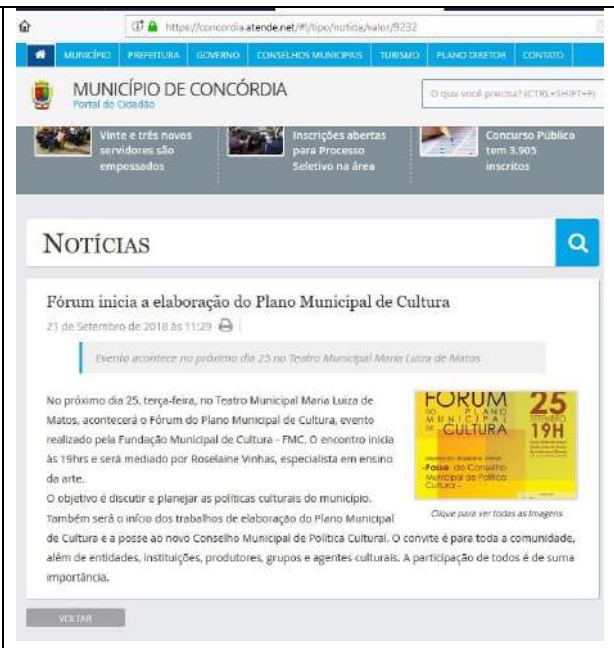 https://concordia.atende.net/#!/tipo/noticia/valor/9232
MUNICÍPIO PREFEITURA GOVERNO CONSELHOS MUNICIPAIS TURISMO PLANO DIRETOR CONTATO
MUNICÍPIO DE CONCÓRDIA
Portal do Cidadão
O que você precisa? (CTRL+SHIFT+F)
Vinte e três novos
servidores são
empossados
Inscrições abertas
para Processo
Seletivo na área
Concurso Público
tem 3.905
inscritos
NOTÍCIAS
Fórum inicia a elaboração do Plano Municipal de Cultura
21 de Setembro de 2018 às 11:29
Evento acontece no próximo dia 25 no Teatro Municipal Maria Luiza de Matos
No próximo dia 25, terça-feira, no Teatro Municipal Maria Luiza de
Matos, acontecerá o Fórum do Plano Municipal de Cultura, evento
realizado pela Fundação Municipal de Cultura - FMC. O encontro inicia
às 19hrs e será mediado por Roselaine Vinhas, especialista em ensino
da arte.
O objetivo é discutir e planejar as políticas culturais do município.
Também será o início dos trabalhos de elaboração do Plano Municipal
de Cultura e a posse ao novo Conselho Municipal de Política Cultural. O convite é para toda a comunidade,
além de entidades, instituições, produtores, grupos e agentes culturais. A participação de todos é de suma
importância.
FÓRUM
DO PLANO
MUNICIPAL
DE CULTURA
25
SETEMBRO
19H
-Posse do Conselho
Municipal de Política
Cultural -
Clique para ver todas as Imagens
VOLTAR